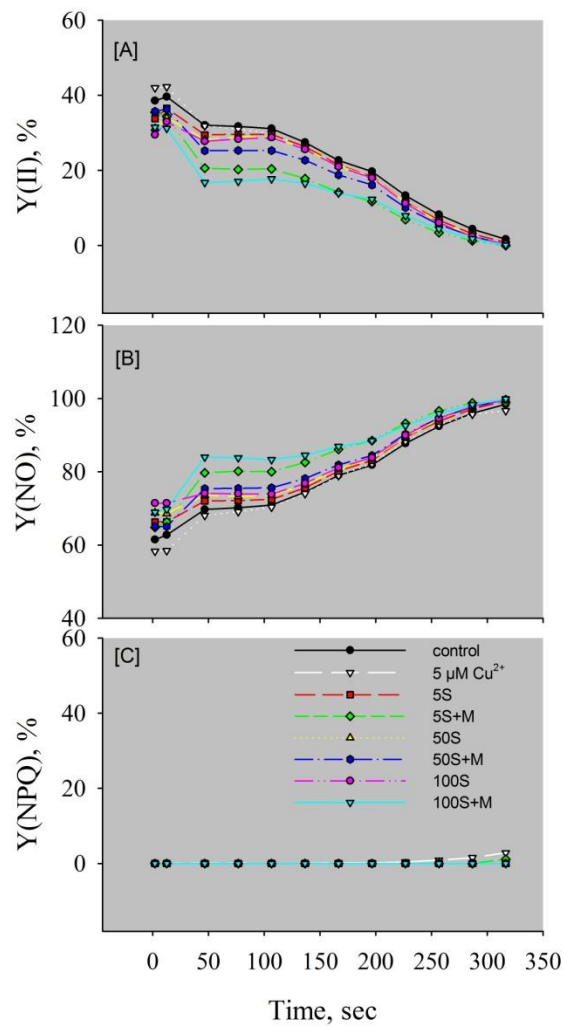 [A]
60
40
20
0
Y(II), %
[B]
120
100
80
60
40
Y(NO), %
[C]
60
40
20
0
Y(NPQ), %
control
5 µM Cu²⁺
5S
5S+M
50S
50S+M
100S
100S+M
0 50 100 150 200 250 300 350
Time, sec